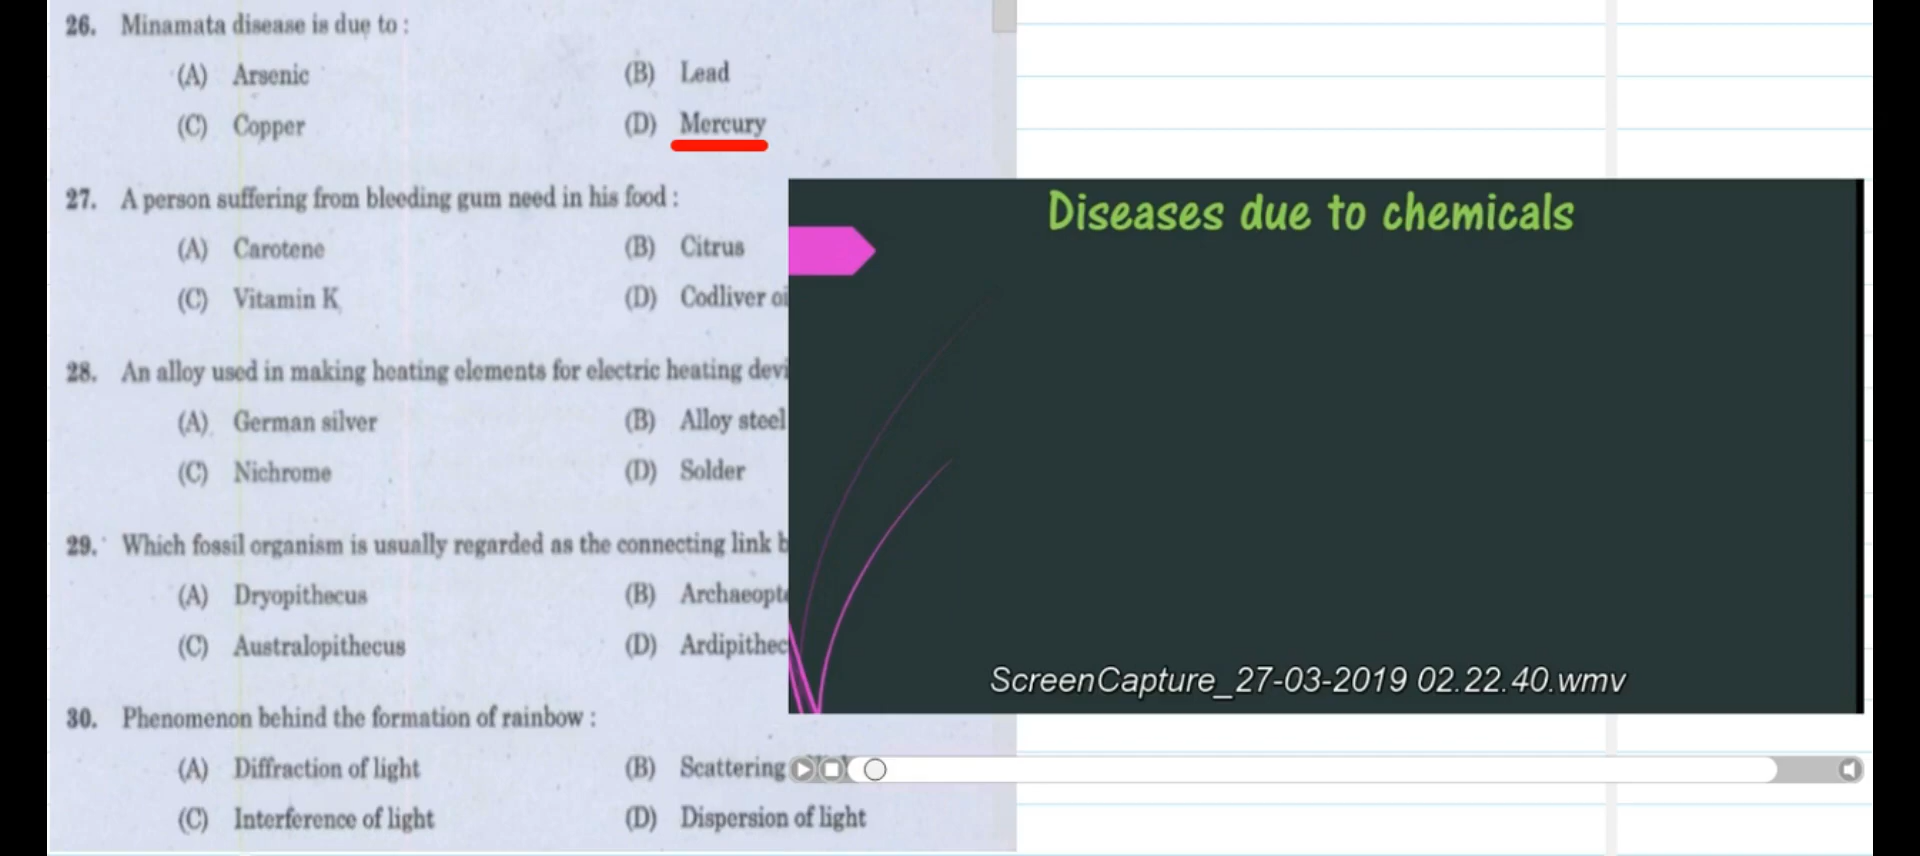 26. Minamata disease is due to :
(A) Arsenic (B) Lead
(C) Copper (D) Mercury
27. A person suffering from bleeding gum need in his food :
(A) Carotene (B) Citrus
(C) Vitamin K (D) Codliver
28. An alloy used in making heating elements for electric heating
(A) German silver (B) Alloy steel
(C) Nichrome (D) Solder
29. Which fossil organism is usually regarded as the connecting link
(A) Dryopithecus (B)
(C) Australopithecus (D)
30. Phenomenon behind the formation of rainbow :
(A) Diffraction of light (B) Scattering
(C) Interference of light (D) Dispersion of light
Diseases due to chemicals
ScreenCapture_27-03-2019 02.22.40.wmv